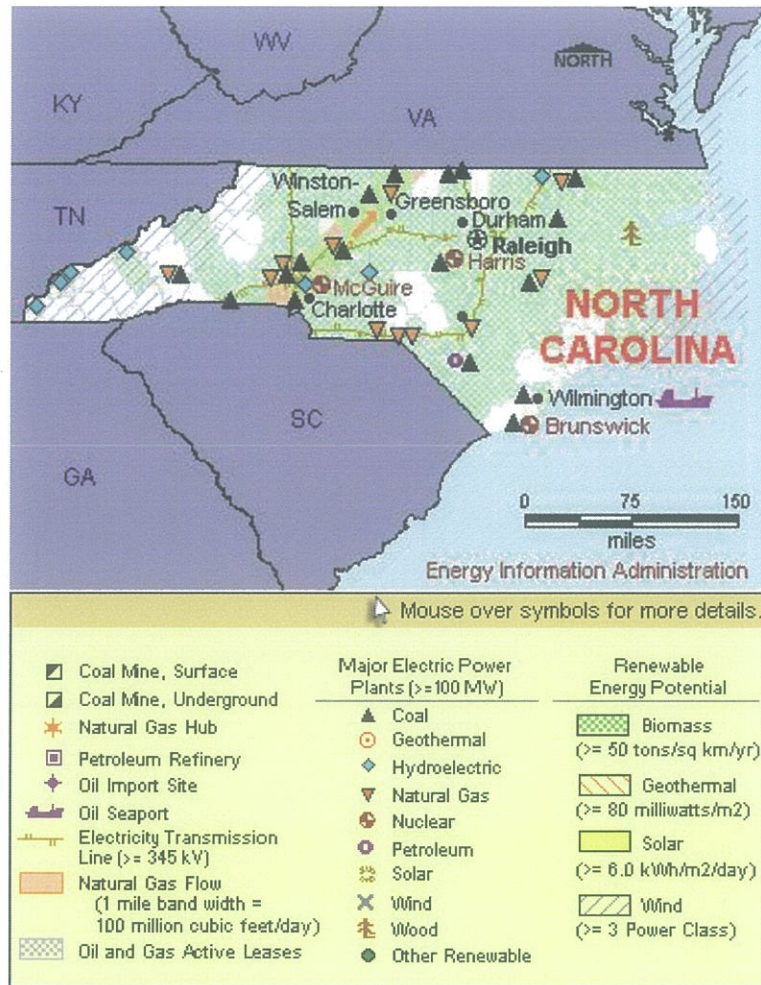 WV
NORTH
KY
VA
Winston-
Salem
Greensboro
TN
Durham
Raleigh
Harris
McGuire
Charlotte
NORTH
CAROLINA
SC
Wilmington
Brunswick
GA
0 75 150
miles
Energy Information Administration
Mouse over symbols for more details.
Coal Mine, Surface
Coal Mine, Underground
Natural Gas Hub
Petroleum Refinery
Oil Import Site
Oil Seaport
Electricity Transmission
Line (>= 345 kV)
Natural Gas Flow
(1 mile band width =
100 million cubic feet/day)
Oil and Gas Active Leases
Major Electric Power
Plants (>=100 MW)
Coal
Geothermal
Hydroelectric
Natural Gas
Nuclear
Petroleum
Solar
Wind
Wood
Other Renewable
Renewable
Energy Potential
Biomass
(>= 50 tons/sq km/yr)
Geothermal
(>= 80 milliwatts/m2)
Solar
(>= 6.0 kWh/m2/day)
Wind
(>= 3 Power Class)